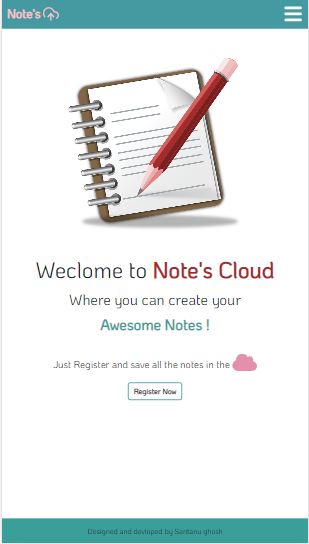 Note's
Weclome to Note's Cloud
Where you can create your
Awesome Notes !
Just Register and save all the notes in the
Register Now
Designed and devloped by Santanu ghosh